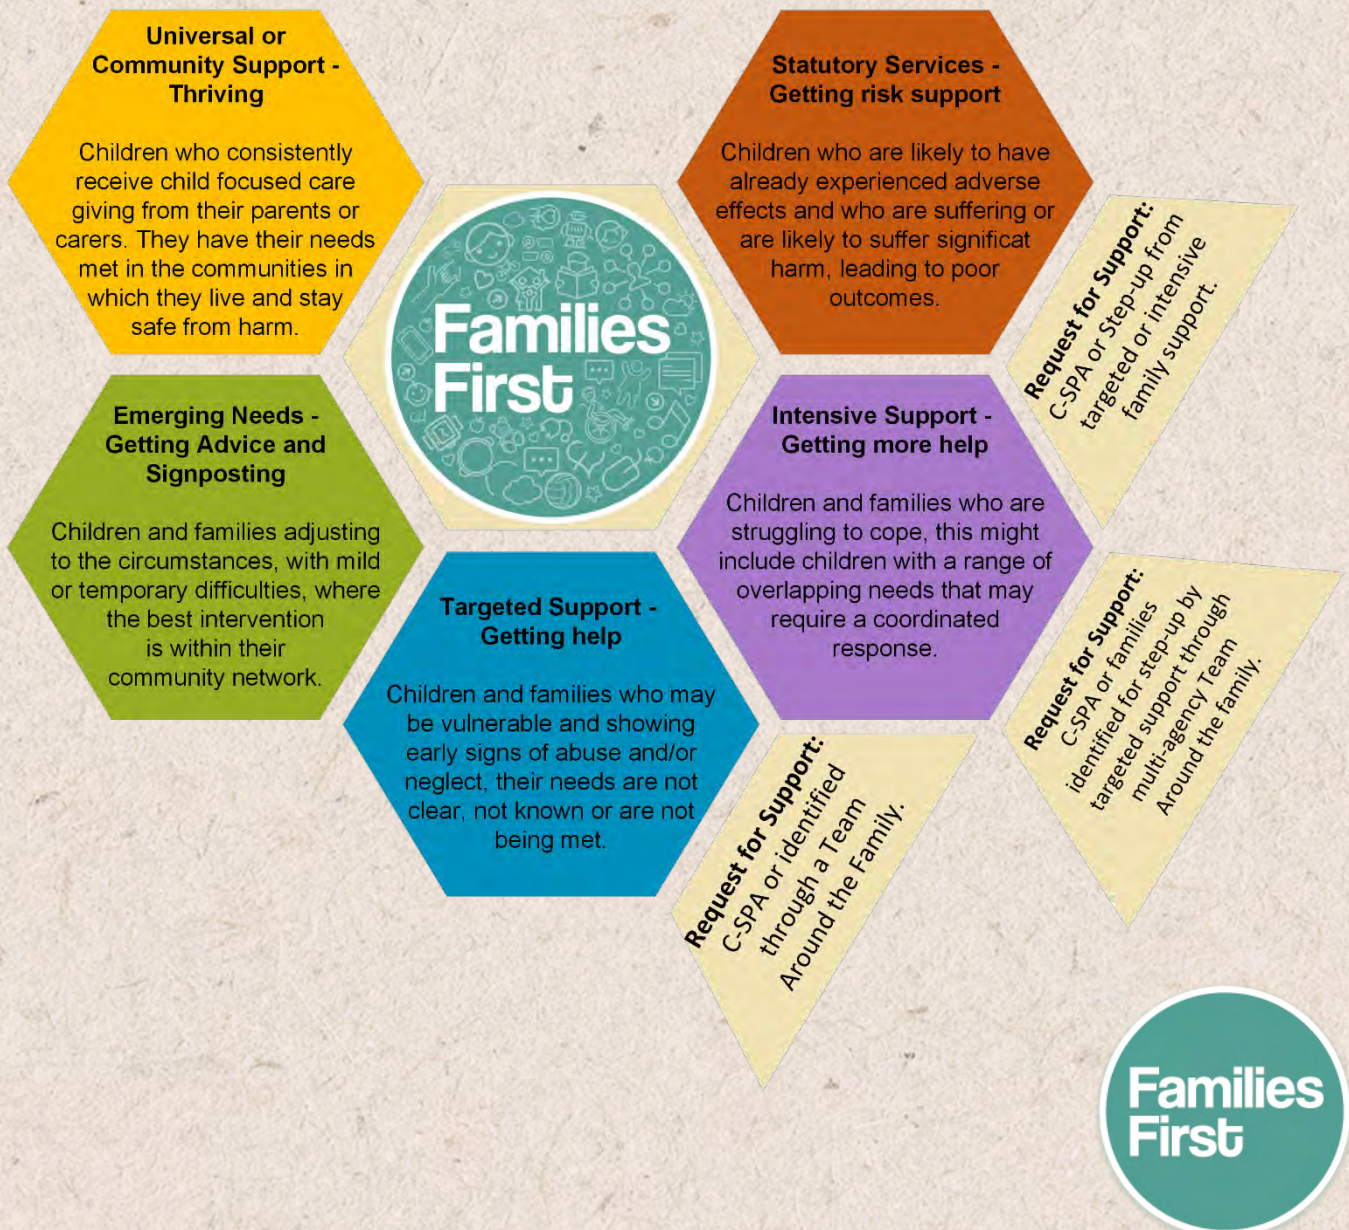 Universal or
Community Support -
Thriving
Children who consistently
receive child focused care
giving from their parents or
carers. They have their needs
met in the communities in
which they live and stay
safe from harm.
Emerging Needs -
Getting Advice and
Signposting
Children and families adjusting
to the circumstances, with mild
or temporary difficulties, where
the best intervention
is within their
community network.
Families
First
Targeted Support -
Getting help
Children and families who may
be vulnerable and showing
early signs of abuse and/or
neglect, their needs are not
clear, not known or are not
being met.
Request for Support:
C-SPA or identified
through a Team
Around the Family.
Intensive Support -
Getting more help
Children and families who are
struggling to cope, this might
include children with a range of
overlapping needs that may
require a coordinated
response.
Request for Support:
C-SPA or families
identified for step-up by
targeted support through
multi-agency Team
Around the family.
Statutory Services -
Getting risk support
Children who are likely to have
already experienced adverse
effects and who are suffering or
are likely to suffer significat
harm, leading to poor
outcomes.
Request for Support:
C-SPA or Step-up from
targeted or intensive
family support.
Families
First